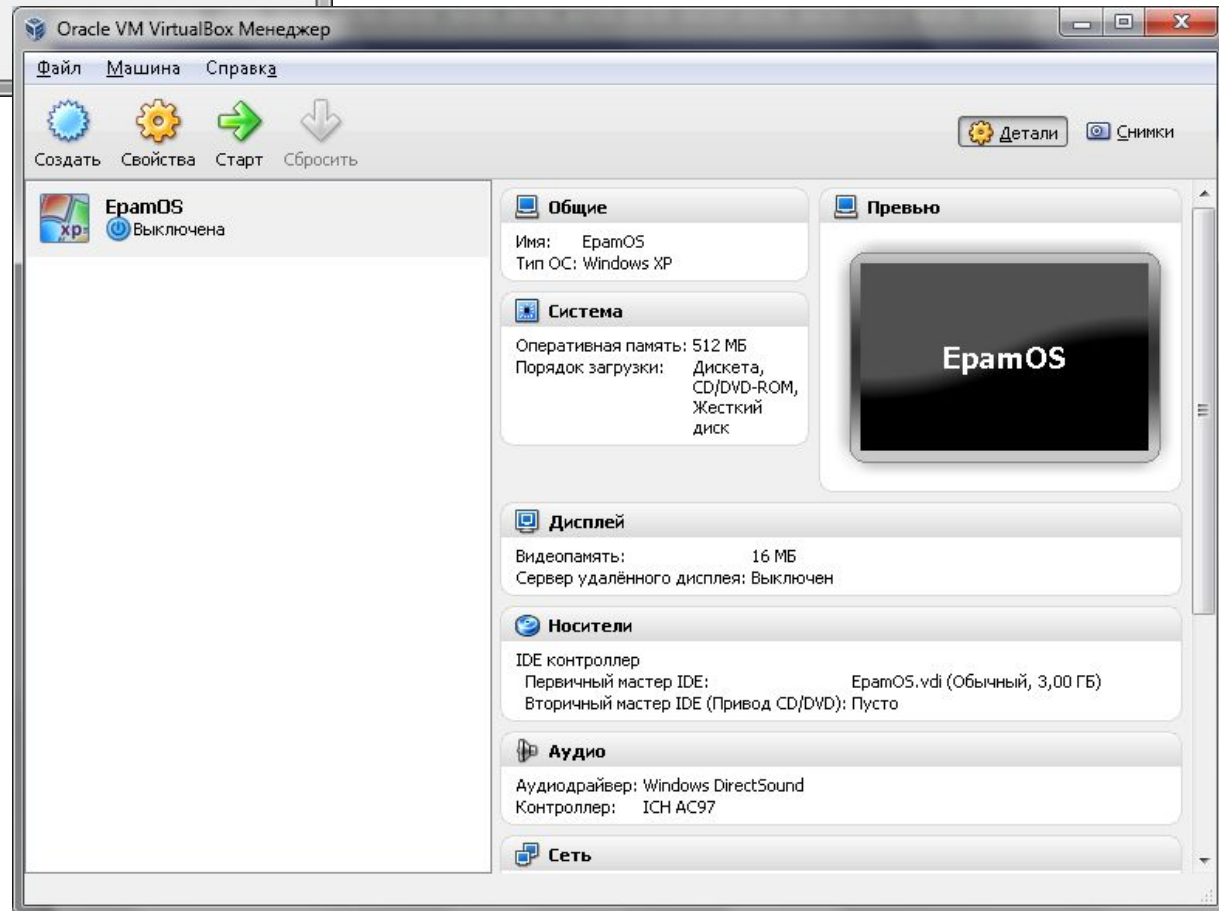 Oracle VM VirtualBox Менеджер
Файл Машина Справка
Создать Свойства Старт Сбросить
Детали Снимки
EpamOS
Выключена
xp
Общие
Имя: EpamOS
Тип ОС: Windows XP
Система
Оперативная память: 512 МБ
Порядок загрузки: Дискета,
CD/DVD-ROM,
Жесткий
диск
Превью
EpamOS
Дисплей
Видеопамять: 16 МБ
Сервер удалённого дисплея: Выключен
Носители
IDE контроллер
Первичный мастер IDE: EpamOS.vdi (Обычный, 3,00 ГБ)
Вторичный мастер IDE (Привод CD/DVD): Пусто
Аудио
Аудиодрайвер: Windows DirectSound
Контроллер: ICH AC97
Сеть